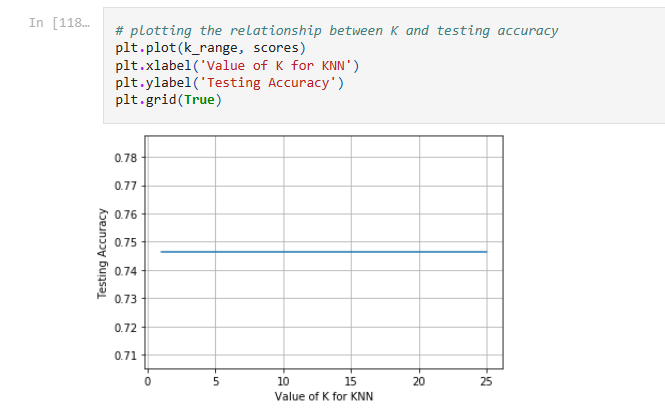 In [118…
# plotting the relationship between K and testing accuracy
plt.plot(k_range, scores)
plt.xlabel('Value of K for KNN')
plt.ylabel('Testing Accuracy')
plt.grid(True)
0.78
0.77
0.76
0.75
0.74
0.73
0.72
0.71
Testing Accuracy
0 5 10 15 20 25
Value of K for KNN